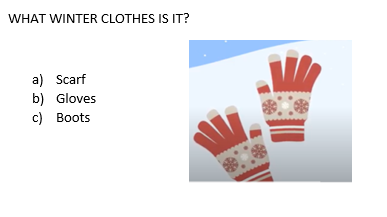 WHAT WINTER CLOTHES IS IT?
a) Scarf
b) Gloves
c) Boots